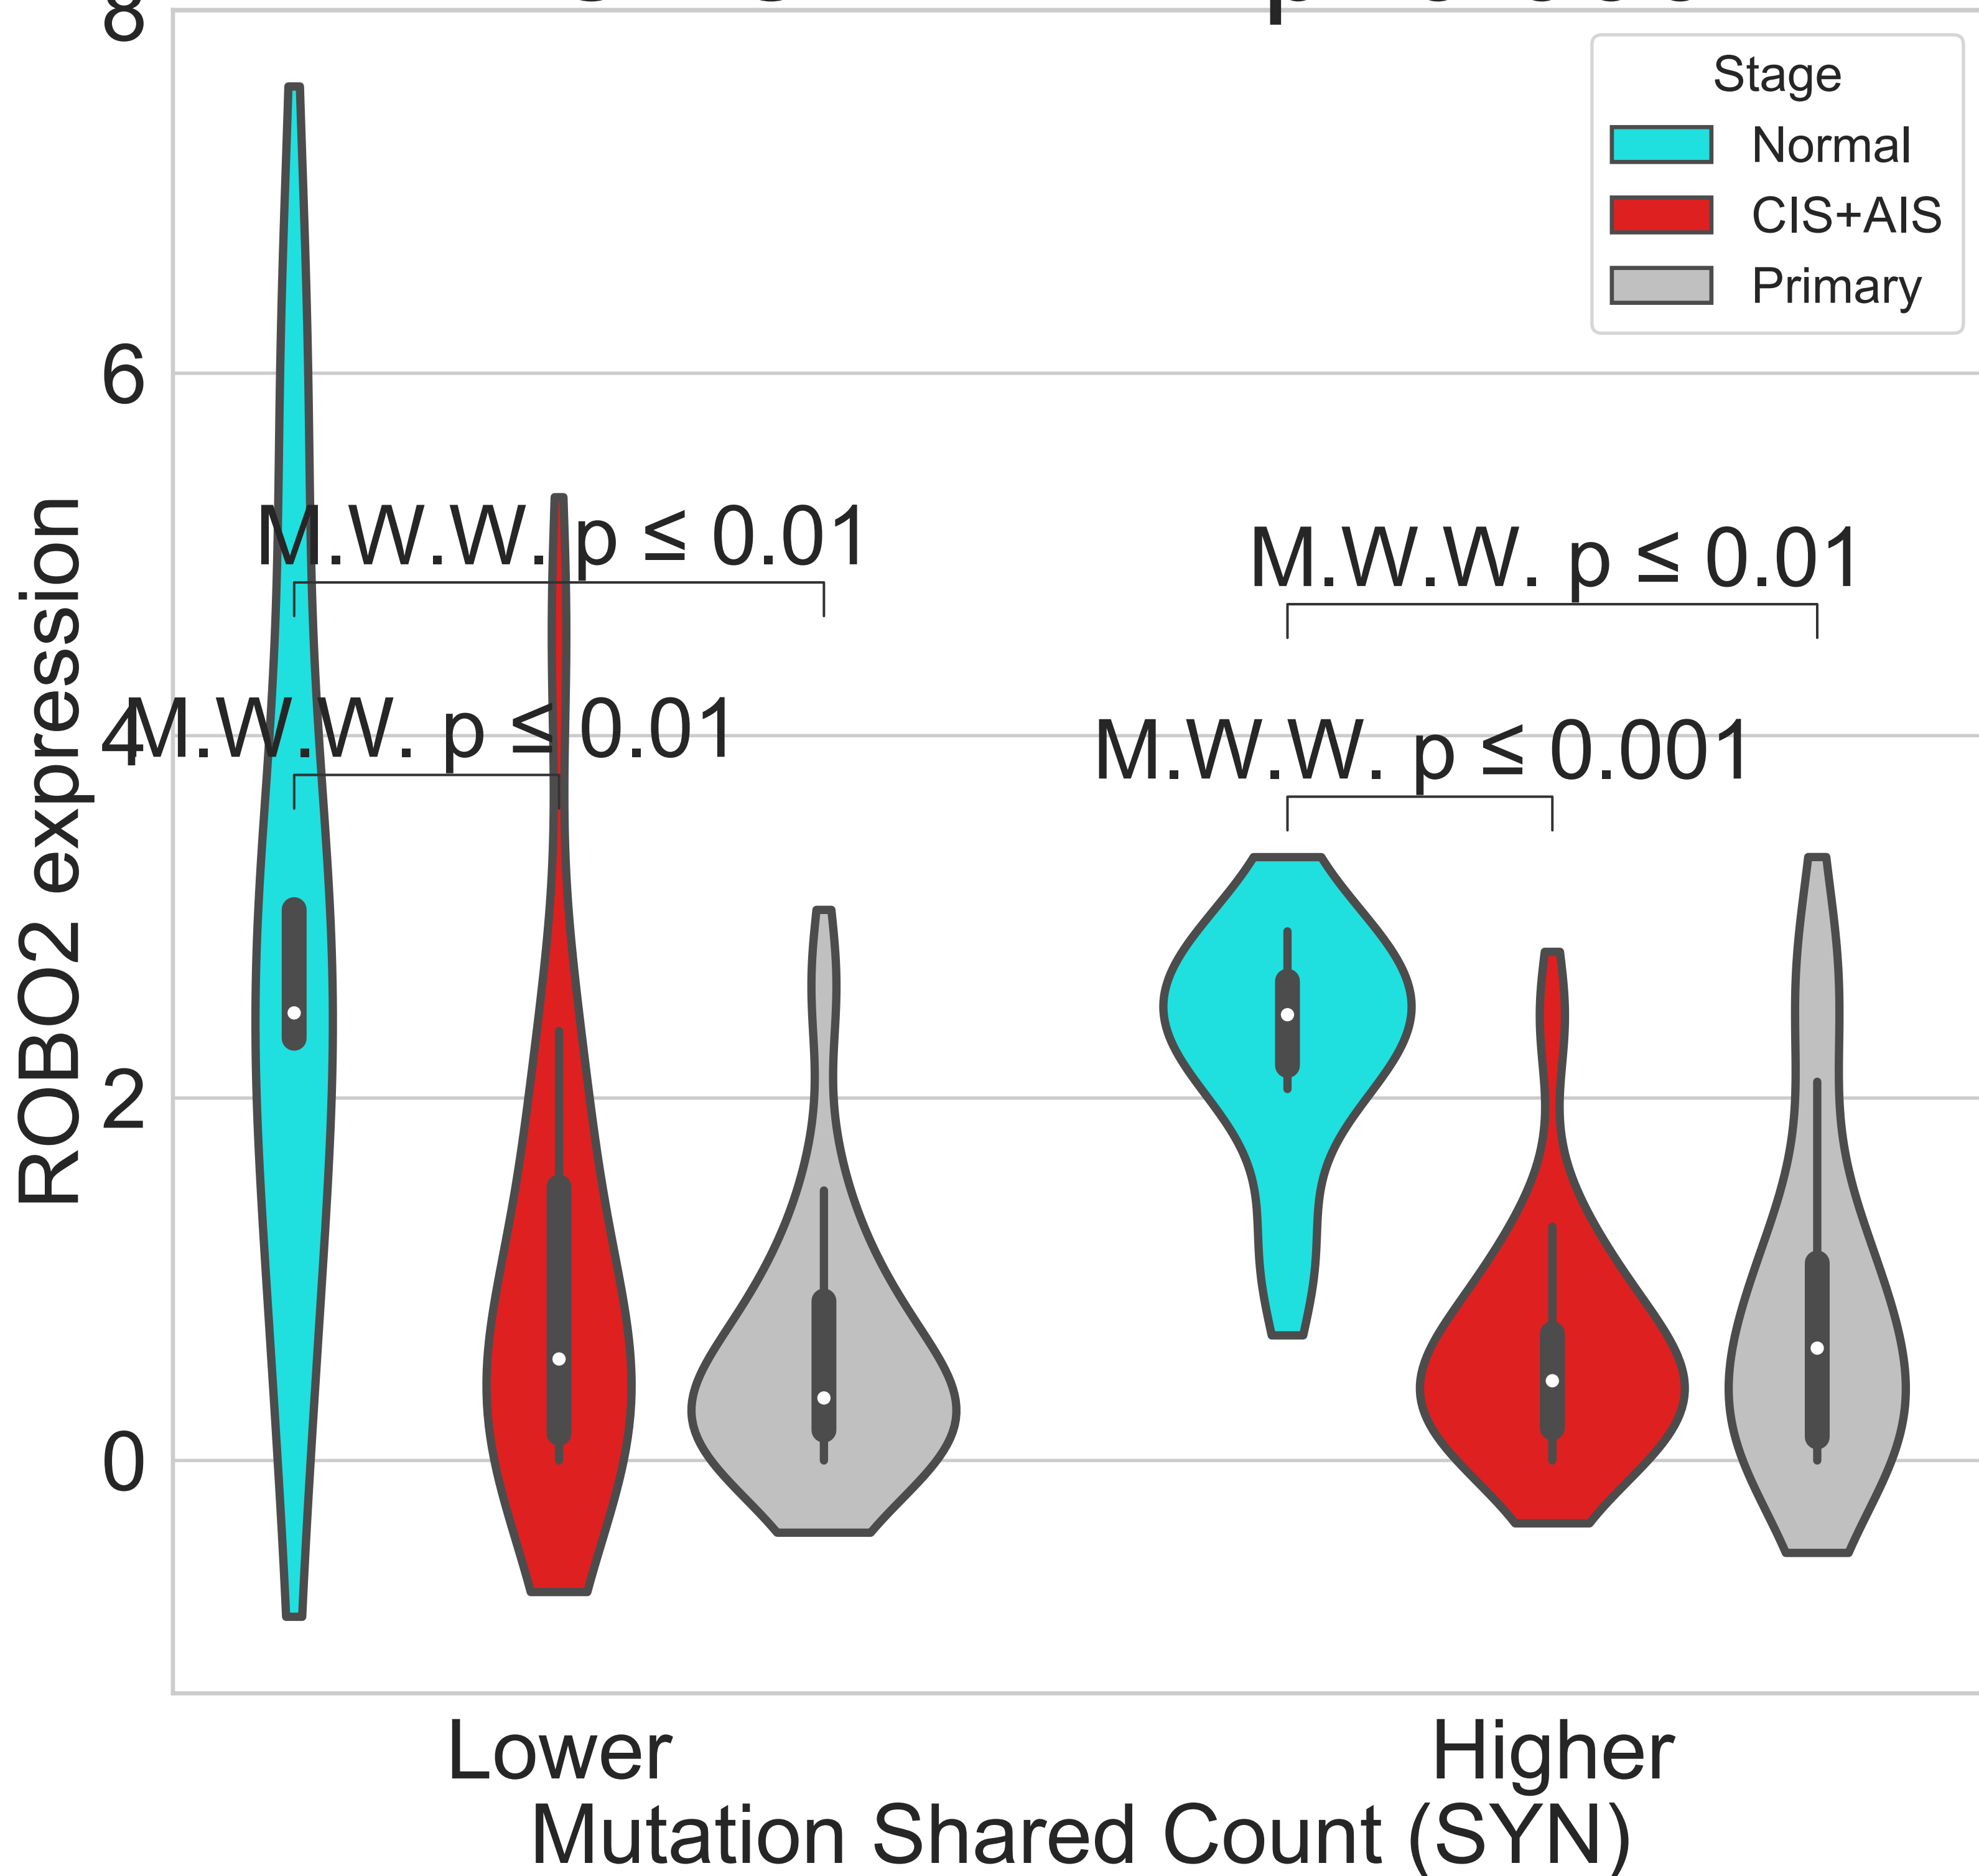 8
Stage
Normal
CIS+AIS
Primary
6
M.W.W. p ≤ 0.01
M.W.W. p ≤ 0.01
4
M.W.W. p ≤ 0.01
M.W.W. p ≤ 0.001
2
0
ROBO2 expression
Lower
Higher
Mutation Shared Count (SYN)